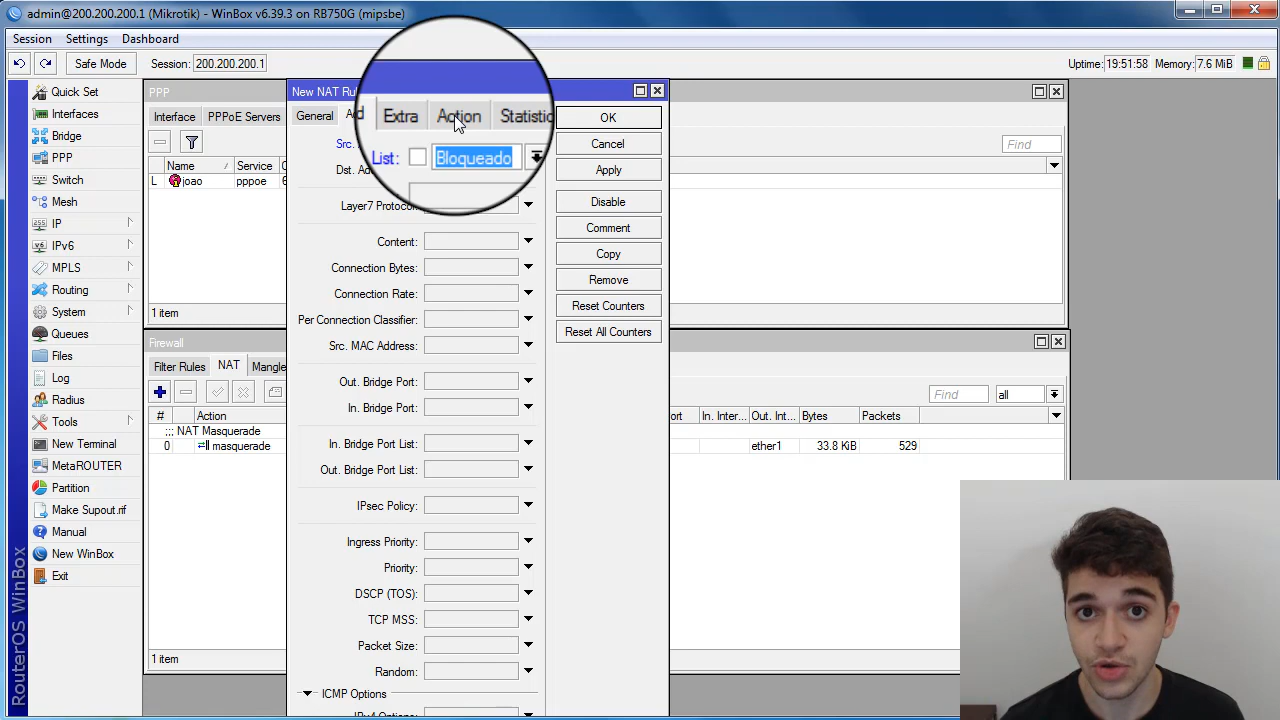 admin@200.200.200.1 (Mikrotik) - WinBox v6.39.3 on RB750G (mipsbe)
Session Settings Dashboard
Safe Mode Session: 200.200.200.1 Uptime: 19:51:58 Memory: 7.6 MiB
Quick Set
Interfaces
Bridge
PPP
Switch
Mesh
IP
IPv6
MPLS
Routing
System
Queues
Files
Log
Radius
Tools
New Terminal
MetaROUTER
Partition
Make Supout.rif
Manual
New WinBox
Exit
RouterOS WinBox
PPP
Interface PPPoE Servers
Find
Name Service
L joao pppoe
1 item
Firewall
Filter Rules NAT Mangle
Find all
# Action In. Inter... Out. Int... Bytes Packets
;;; NAT Masquerade
0 masquerade ether1 33.8 KiB 529
1 item
New NAT
General Extra Action
List: Bloqueado
Src.
Dst.
Layer7
Content:
Connection Bytes:
Connection Rate:
Per Connection Classifier:
Src. MAC Address:
Out. Bridge Port:
In. Bridge Port:
In. Bridge Port List:
Out. Bridge Port List:
IPsec Policy:
Ingress Priority:
Priority:
DSCP (TOS):
TCP MSS:
Packet Size:
Random:
ICMP Options
OK
Cancel
Apply
Disable
Comment
Copy
Remove
Reset Counters
Reset All Counters